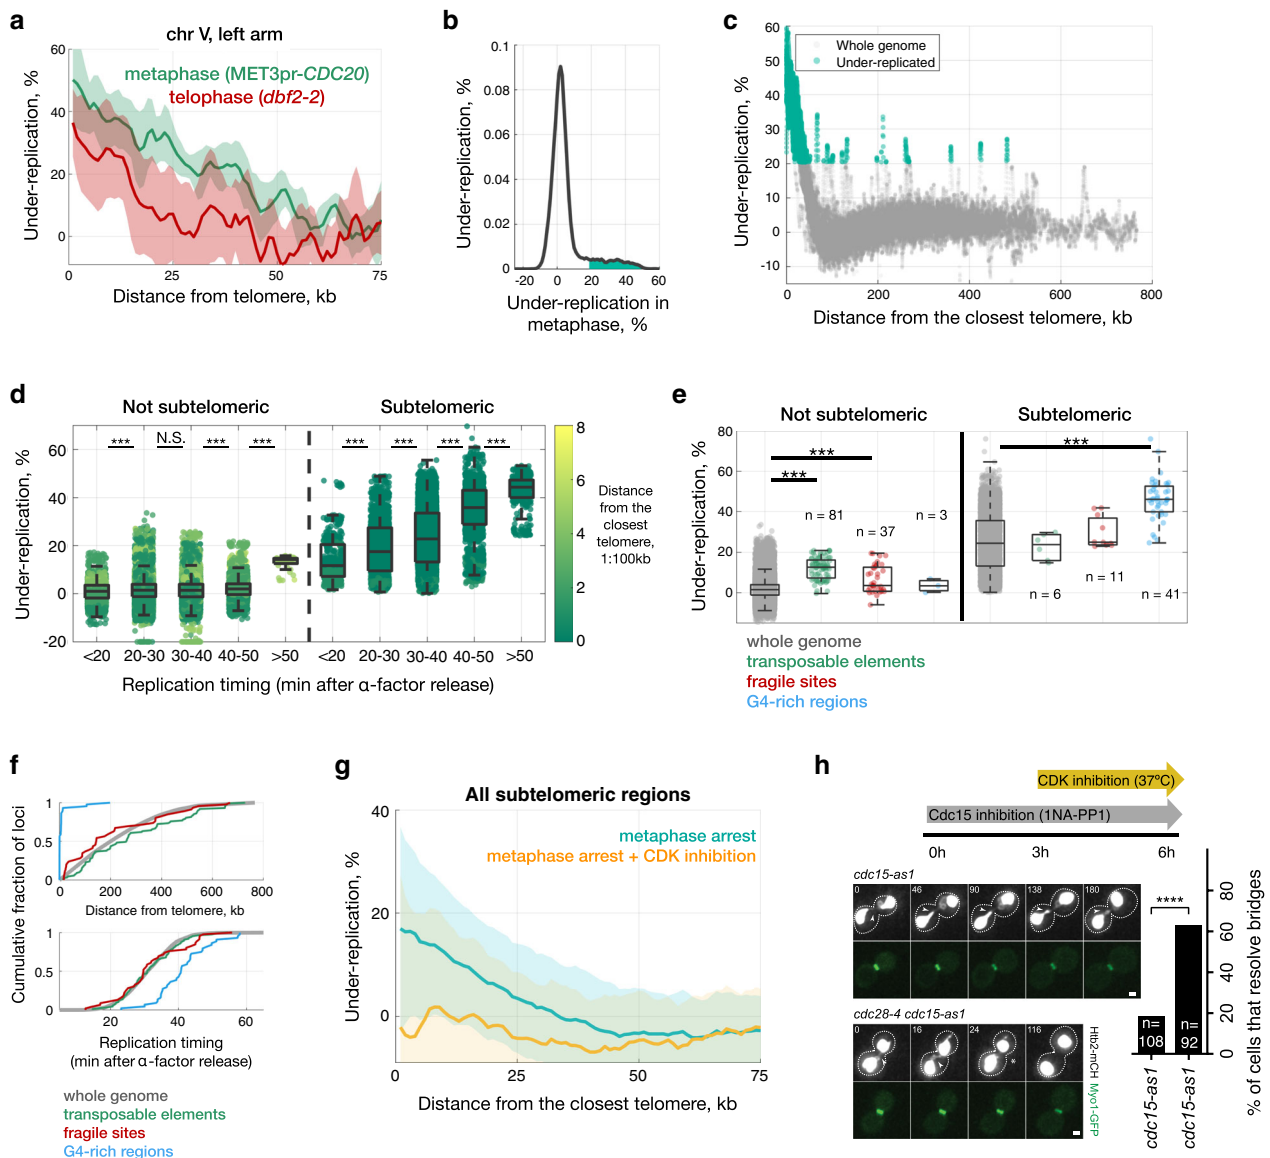 a
chr V, left arm
metaphase (MET3pr-CDC20)
telophase (dbf2-2)
Under-replication, %
60
40
20
0
0
25
50
75
Distance from telomere, kb
b
Under-replication, %
0.1
0.08
0.06
0.04
0.02
0
-20
0
20
40
60
Under-replication in
metaphase, %
c
Whole genome
Under-replicated
Under-replication, %
60
50
40
30
20
10
0
-10
0
200
400
600
800
Distance from the closest telomere, kb
d
Not subtelomeric
Subtelomeric
***
N.S.
***
***
***
***
***
***
Under-replication, %
60
40
20
0
-20
<20
20-30
30-40
40-50
>50
<20
20-30
30-40
40-50
>50
Replication timing (min after α-factor release)
8
6
4
2
0
Distance
from the
closest
telomere,
1:100kb
e
Not subtelomeric
Subtelomeric
Under-replication, %
80
60
40
20
0
***
***
***
n = 81
n = 37
n = 3
n = 6
n = 11
n = 41
whole genome
transposable elements
fragile sites
G4-rich regions
f
Cumulative fraction of loci
1
0.5
0
0
200
400
600
800
Distance from telomere, kb
1
0.5
0
20
40
60
Replication timing
(min after α-factor release)
whole genome
transposable elements
fragile sites
G4-rich regions
g
All subtelomeric regions
metaphase arrest
metaphase arrest + CDK inhibition
Under-replication, %
40
20
0
0
25
50
75
Distance from the closest telomere, kb
h
CDK inhibition (37ºC)
Cdc15 inhibition (1NA-PP1)
0h
3h
6h
cdc15-as1
0
46
90
138
180
cdc28-4 cdc15-as1
0
16
24
116
*
Htb2-mCH Myo1-GFP
****
80
60
40
20
0
n=
108
n=
92
cdc15-as1
cdc15-as1
% of cells that resolve bridges